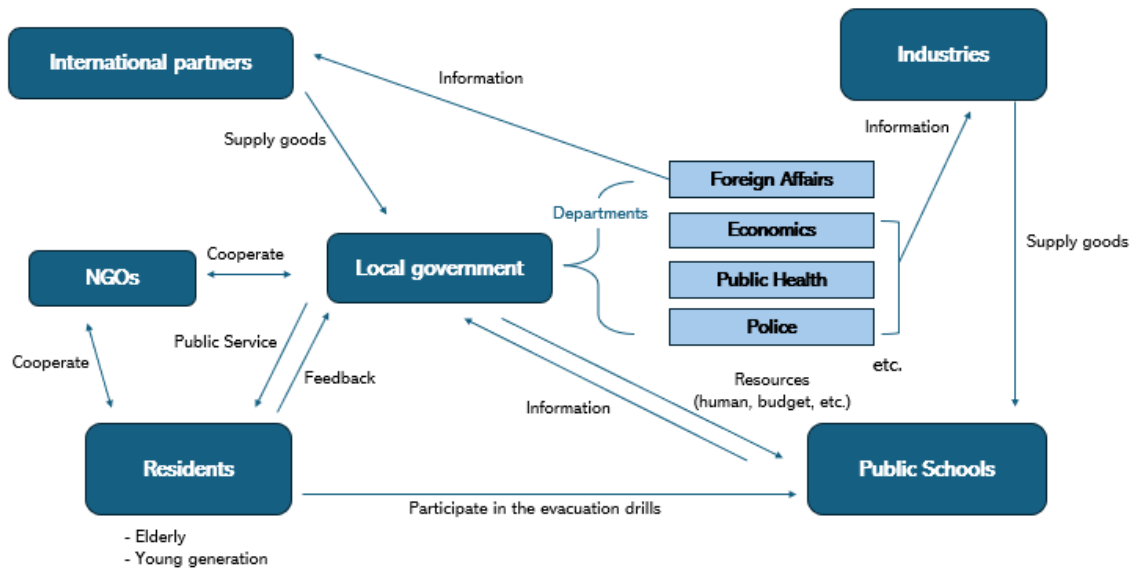 International partners
Industries
Information
Supply goods
Information
Foreign Affairs
Departments
Economics
Supply goods
NGOs
Cooperate
Local government
Public Health
Police
Public Service
Cooperate
Feedback
etc.
Resources
(human, budget, etc.)
Information
Residents
Public Schools
Participate in the evacuation drills
- Elderly
- Young generation